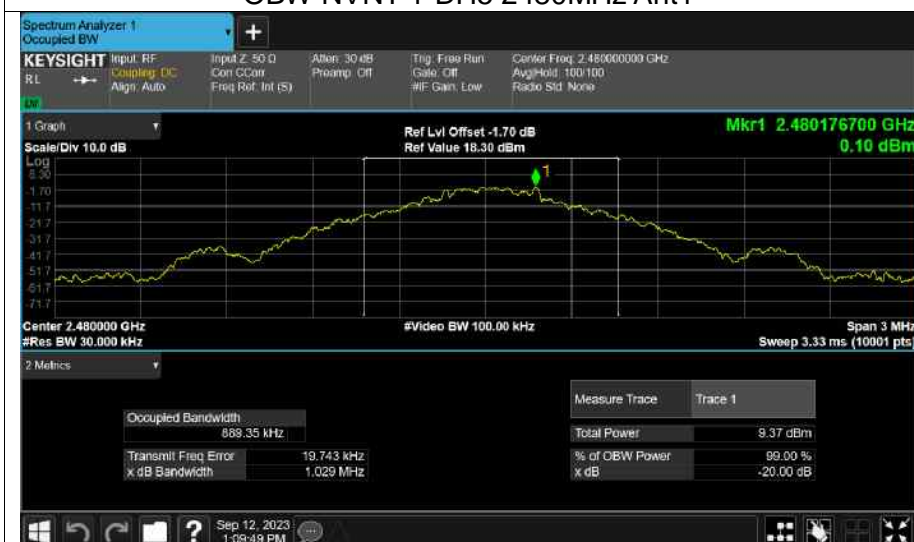 OBW NVNT 1-DH5 2480MHz Ant1
Spectrum Analyzer 1
Occupied BW
+
KEYSIGHT
RL
Input: RF
Coupling: DC
Align: Auto
Input Z: 50 Ω
Corr CCorr
Freq Ref: Int (S)
Atten: 30 dB
Preamp: Off
Trig: Free Run
Gate: Off
#IF Gain: Low
Center Freq: 2.480000000 GHz
Avg|Hold: 100/100
Radio Std: None
1 Graph
Scale/Div 10.0 dB
Ref Lvl Offset -1.70 dB
Ref Value 18.30 dBm
Mkr1 2.480176700 GHz
0.10 dBm
Log
8.30
-1.70
-11.7
-21.7
-31.7
-41.7
-51.7
-61.7
-71.7
1
Center 2.480000 GHz
#Res BW 30.000 kHz
#Video BW 100.00 kHz
Span 3 MHz
Sweep 3.33 ms (10001 pts)
2 Metrics
Occupied Bandwidth
889.35 kHz
Transmit Freq Error 19.743 kHz
x dB Bandwidth 1.029 MHz
Measure Trace Trace 1
Total Power 9.37 dBm
% of OBW Power 99.00 %
x dB -20.00 dB
?
Sep 12, 2023
1:09:49 PM